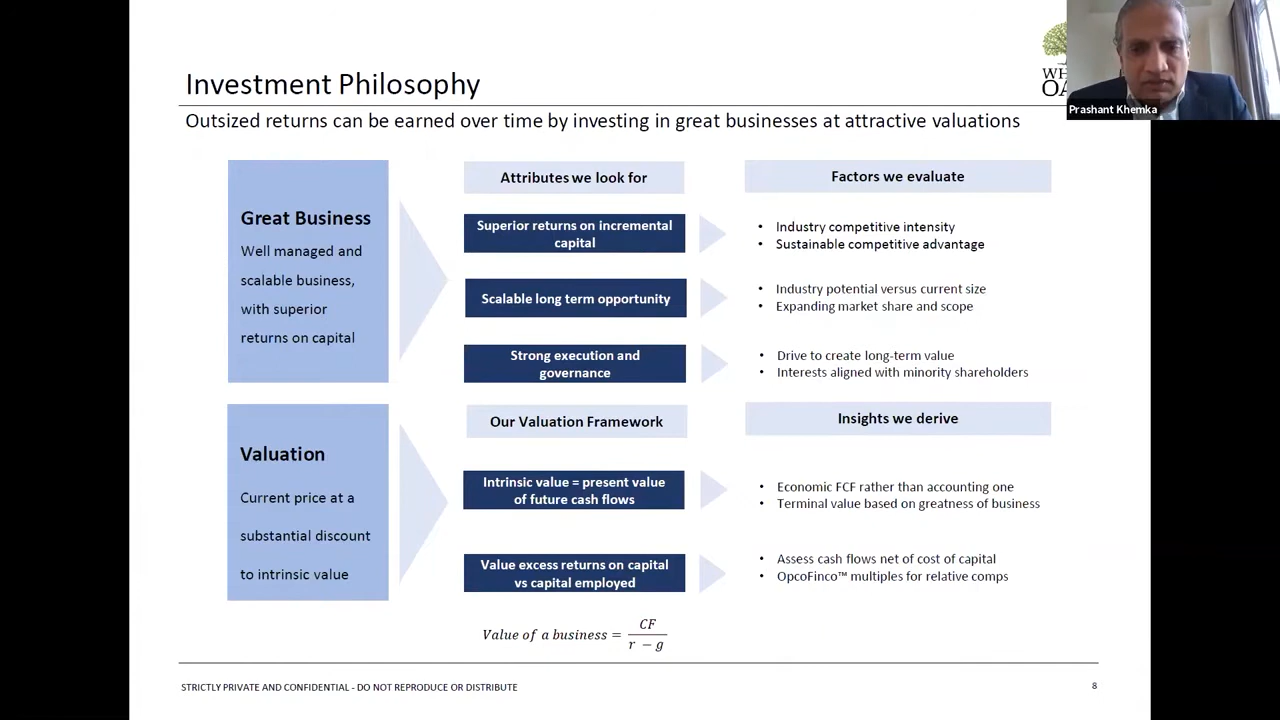 Investment Philosophy
WH
OA
Prashant Khemka
Outsized returns can be earned over time by investing in great businesses at attractive valuations
Great Business
Well managed and
scalable business,
with superior
returns on capital
Attributes we look for
Factors we evaluate
Superior returns on incremental
capital
• Industry competitive intensity
• Sustainable competitive advantage
Scalable long term opportunity
• Industry potential versus current size
• Expanding market share and scope
Strong execution and
governance
• Drive to create long-term value
• Interests aligned with minority shareholders
Valuation
Current price at a
substantial discount
to intrinsic value
Our Valuation Framework
Insights we derive
Intrinsic value = present value
of future cash flows
• Economic FCF rather than accounting one
• Terminal value based on greatness of business
Value excess returns on capital
vs capital employed
• Assess cash flows net of cost of capital
• OpcoFinco™ multiples for relative comps
Value of a business = CF / r − g
STRICTLY PRIVATE AND CONFIDENTIAL - DO NOT REPRODUCE OR DISTRIBUTE
8